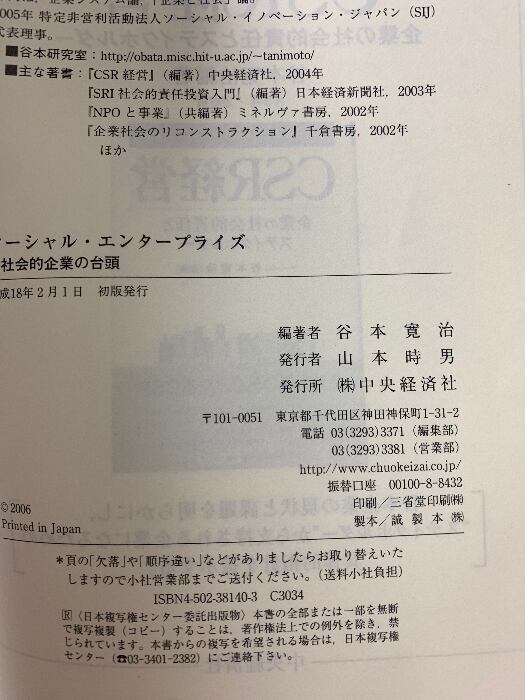 2005年 特定非営利活動法人ソーシャル・イノベーション・ジャパン（SIJ）
代表理事。
■谷本研究室：http://obata.misc.hit-u.ac.jp/~tanimoto/
■主な著書：『CSR 経営』（編著）中央経済社，2004年
『SRI 社会的責任投資入門』（編著）日本経済新聞社，2003年
『NPO と事業』（共編著）ミネルヴァ書房，2002年
『企業社会のリコンストラクション』千倉書房，2002年
ほか
ーシャル・エンタープライズ
社会的企業の台頭
成18年2月1日　初版発行
編著者　谷本寛治
発行者　山本時男
発行所　㈱中央経済社
〒101-0051　東京都千代田区神田神保町1-31-2
電話　03(3293)3371（編集部）
03(3293)3381（営業部）
http://www.chuokeizai.co.jp/
振替口座　00100-8-8432
印刷／三省堂印刷㈱
製本／誠製本㈱
©2006
Printed in Japan
＊頁の「欠落」や「順序違い」などがありましたらお取り替えいた
しますので小社営業部までご送付ください。（送料小社負担）
ISBN4-502-38140-3　C3034
🅁〈日本複写権センター委託出版物〉本書の全部または一部を無断
で複写複製（コピー）することは，著作権法上での例外を除き，禁
じられています。本書からの複写を希望される場合は，日本複写権
センター（☎03-3401-2382）にご連絡下さい。